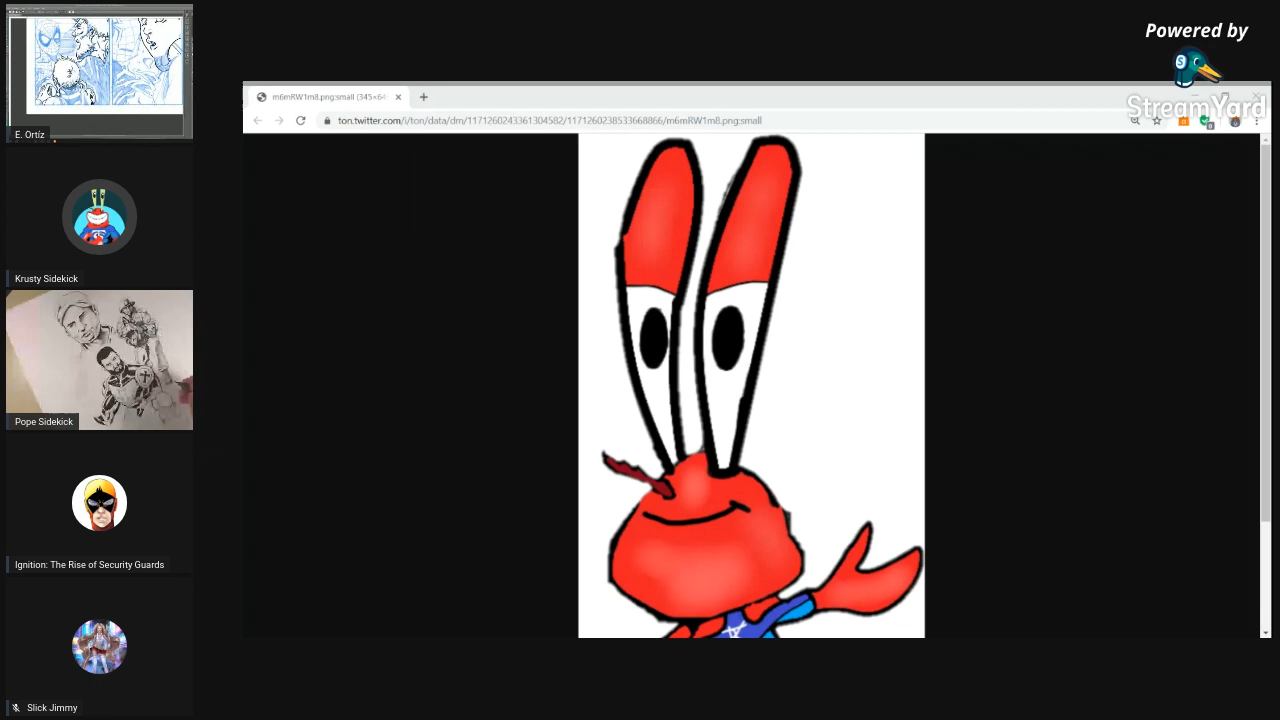 Powered by
StreamYard
m6mRW1m8.png:small (345×64
ton.twitter.com/i/ton/data/dm/1171260243361304582/1171260238533668866/m6mRW1m8.png:small
E. Ortíz
Krusty Sidekick
Pope Sidekick
Ignition: The Rise of Security Guards
Slick Jimmy